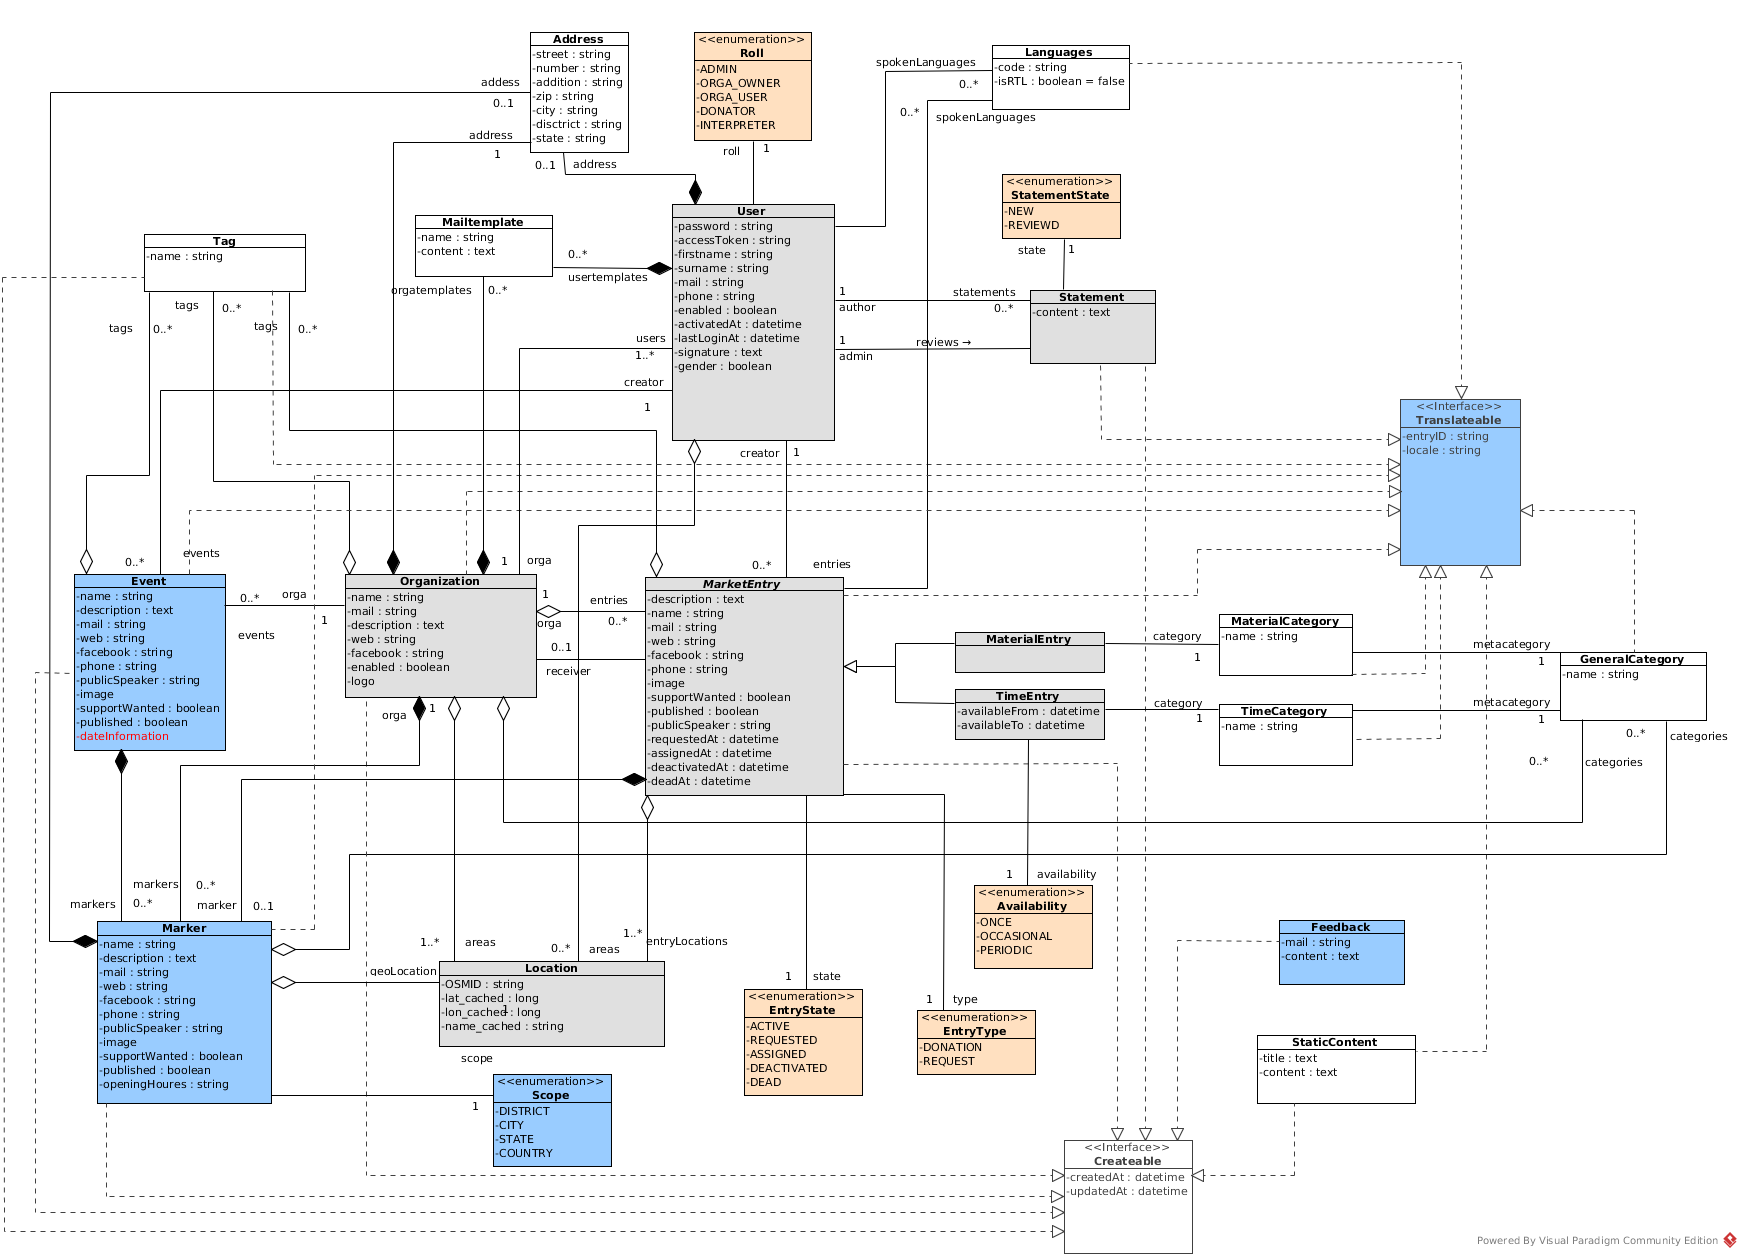 Address
-street : string
-number : string
-addition : string
-zip : string
-city : string
-disctrict : string
-state : string
<<enumeration>>
Roll
-ADMIN
-ORGA_OWNER
-ORGA_USER
-DONATOR
-INTERPRETER
Languages
-code : string
-isRTL : boolean = false
addess
0..1
address
1
0..1
address
roll
1
spokenLanguages
0..*
0..*
spokenLanguages
<<enumeration>>
StatementState
-NEW
-REVIEWD
state
1
Tag
-name : string
Mailtemplate
-name : string
-content : text
0..*
usertemplates
orgatemplates
0..*
User
-password : string
-accessToken : string
-firstname : string
-surname : string
-mail : string
-phone : string
-enabled : boolean
-activatedAt : datetime
-lastLoginAt : datetime
-signature : text
-gender : boolean
1
author
statements
0..*
1
admin
reviews →
Statement
-content : text
tags
0..*
tags
0..*
tags
0..*
users
1..*
creator
1
creator
1
<<Interface>>
Translateable
-entryID : string
-locale : string
0..*
events
1
orga
0..*
entries
Event
-name : string
-description : text
-mail : string
-web : string
-facebook : string
-phone : string
-publicSpeaker : string
-image
-supportWanted : boolean
-published : boolean
-dateInformation
0..*
orga
1
events
Organization
-name : string
-mail : string
-description : text
-web : string
-facebook : string
-enabled : boolean
-logo
1
orga
entries
0..*
0..1
receiver
MarketEntry
-description : text
-name : string
-mail : string
-web : string
-facebook : string
-phone : string
-image
-supportWanted : boolean
-published : boolean
-publicSpeaker : string
-requestedAt : datetime
-assignedAt : datetime
-deactivatedAt : datetime
-deadAt : datetime
MaterialEntry
category
1
MaterialCategory
-name : string
metacategory
1
TimeEntry
-availableFrom : datetime
-availableTo : datetime
category
1
TimeCategory
-name : string
metacategory
1
GeneralCategory
-name : string
0..*
categories
0..*
categories
orga
1
markers
0..*
markers
0..*
marker
0..1
1..*
areas
0..*
areas
1..*
entryLocations
1
availability
<<enumeration>>
Availability
-ONCE
-OCCASIONAL
-PERIODIC
Marker
-name : string
-description : text
-mail : string
-web : string
-facebook : string
-phone : string
-publicSpeaker : string
-image
-supportWanted : boolean
-published : boolean
-openingHoures : string
geoLocation
1
Location
-OSMID : string
-lat_cached : long
-lon_cached : long
-name_cached : string
scope
1
<<enumeration>>
Scope
-DISTRICT
-CITY
-STATE
-COUNTRY
1
state
<<enumeration>>
EntryState
-ACTIVE
-REQUESTED
-ASSIGNED
-DEACTIVATED
-DEAD
1
type
<<enumeration>>
EntryType
-DONATION
-REQUEST
Feedback
-mail : string
-content : text
StaticContent
-title : text
-content : text
<<Interface>>
Createable
-createdAt : datetime
-updatedAt : datetime
Powered By Visual Paradigm Community Edition